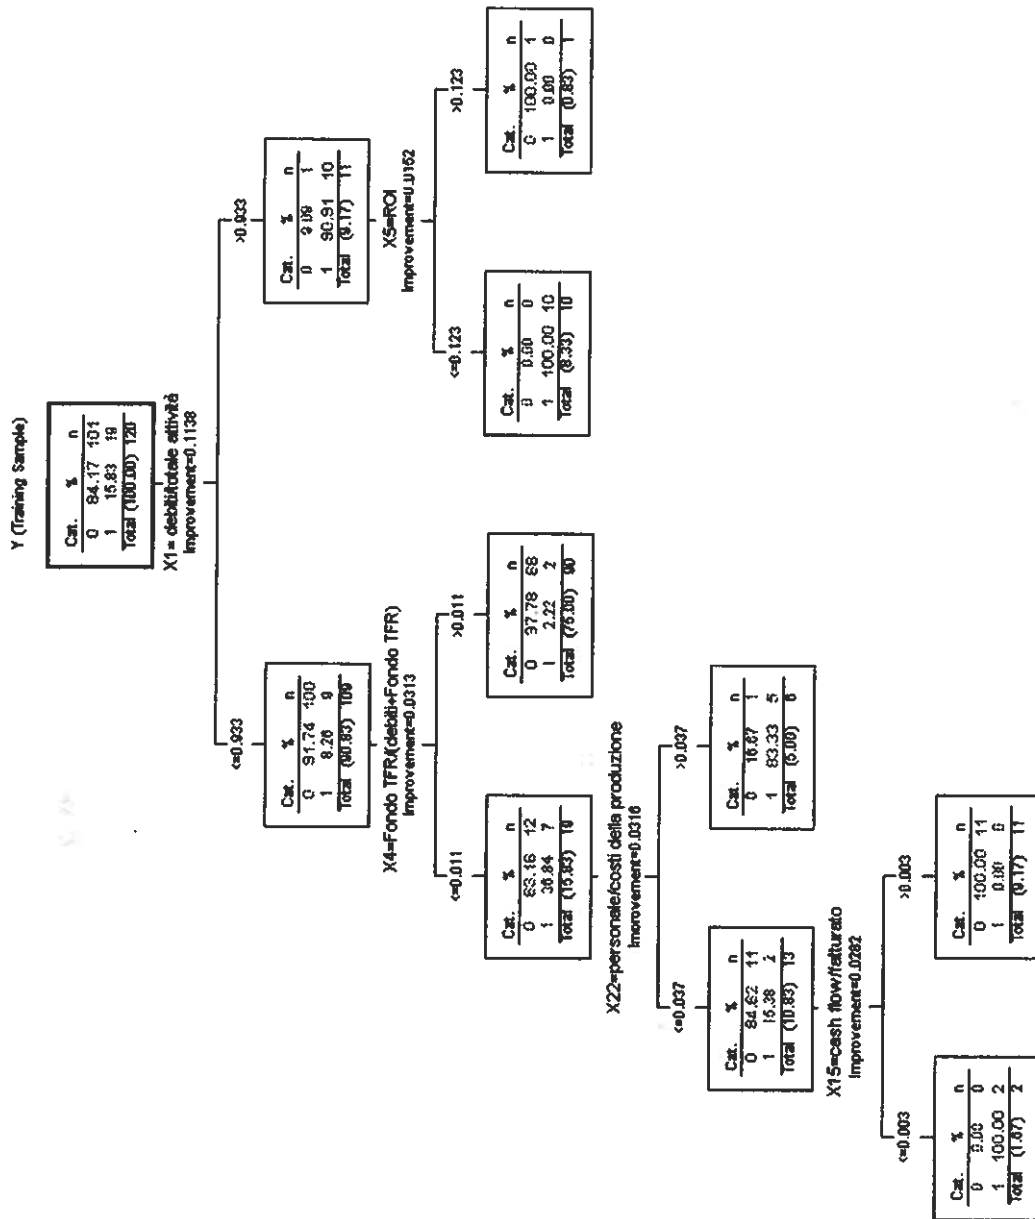 Y (Training Sample)
Cat. % n
0 84.17 101
1 15.83 19
Total (100.00) 120
X1= debiti/totale attività
Improvement=0.1138
<=0.933
Cat. % n
0 91.74 100
1 8.26 9
Total (90.83) 109
X4=Fondo TFR/(debiti+Fondo TFR)
Improvement=0.0313
>0.933
Cat. % n
0 9.09 1
1 90.91 10
Total (9.17) 11
X5=ROI
Improvement=0.0152
<=0.011
Cat. % n
0 63.16 12
1 36.84 7
Total (15.83) 19
X22=personale/costi della produzione
Improvement=0.0316
>0.011
Cat. % n
0 97.78 88
1 2.22 2
Total (75.00) 90
<=0.123
Cat. % n
0 0.00 0
1 100.00 10
Total (8.33) 10
>0.123
Cat. % n
0 100.00 1
1 0.00 0
Total (0.83) 1
<=0.037
Cat. % n
0 84.62 11
1 15.38 2
Total (10.83) 13
X15=cash flow/fatturato
Improvement=0.0282
>0.037
Cat. % n
0 16.67 1
1 83.33 5
Total (5.00) 6
<=0.003
Cat. % n
0 0.00 0
1 100.00 2
Total (1.67) 2
>0.003
Cat. % n
0 100.00 11
1 0.00 0
Total (9.17) 11